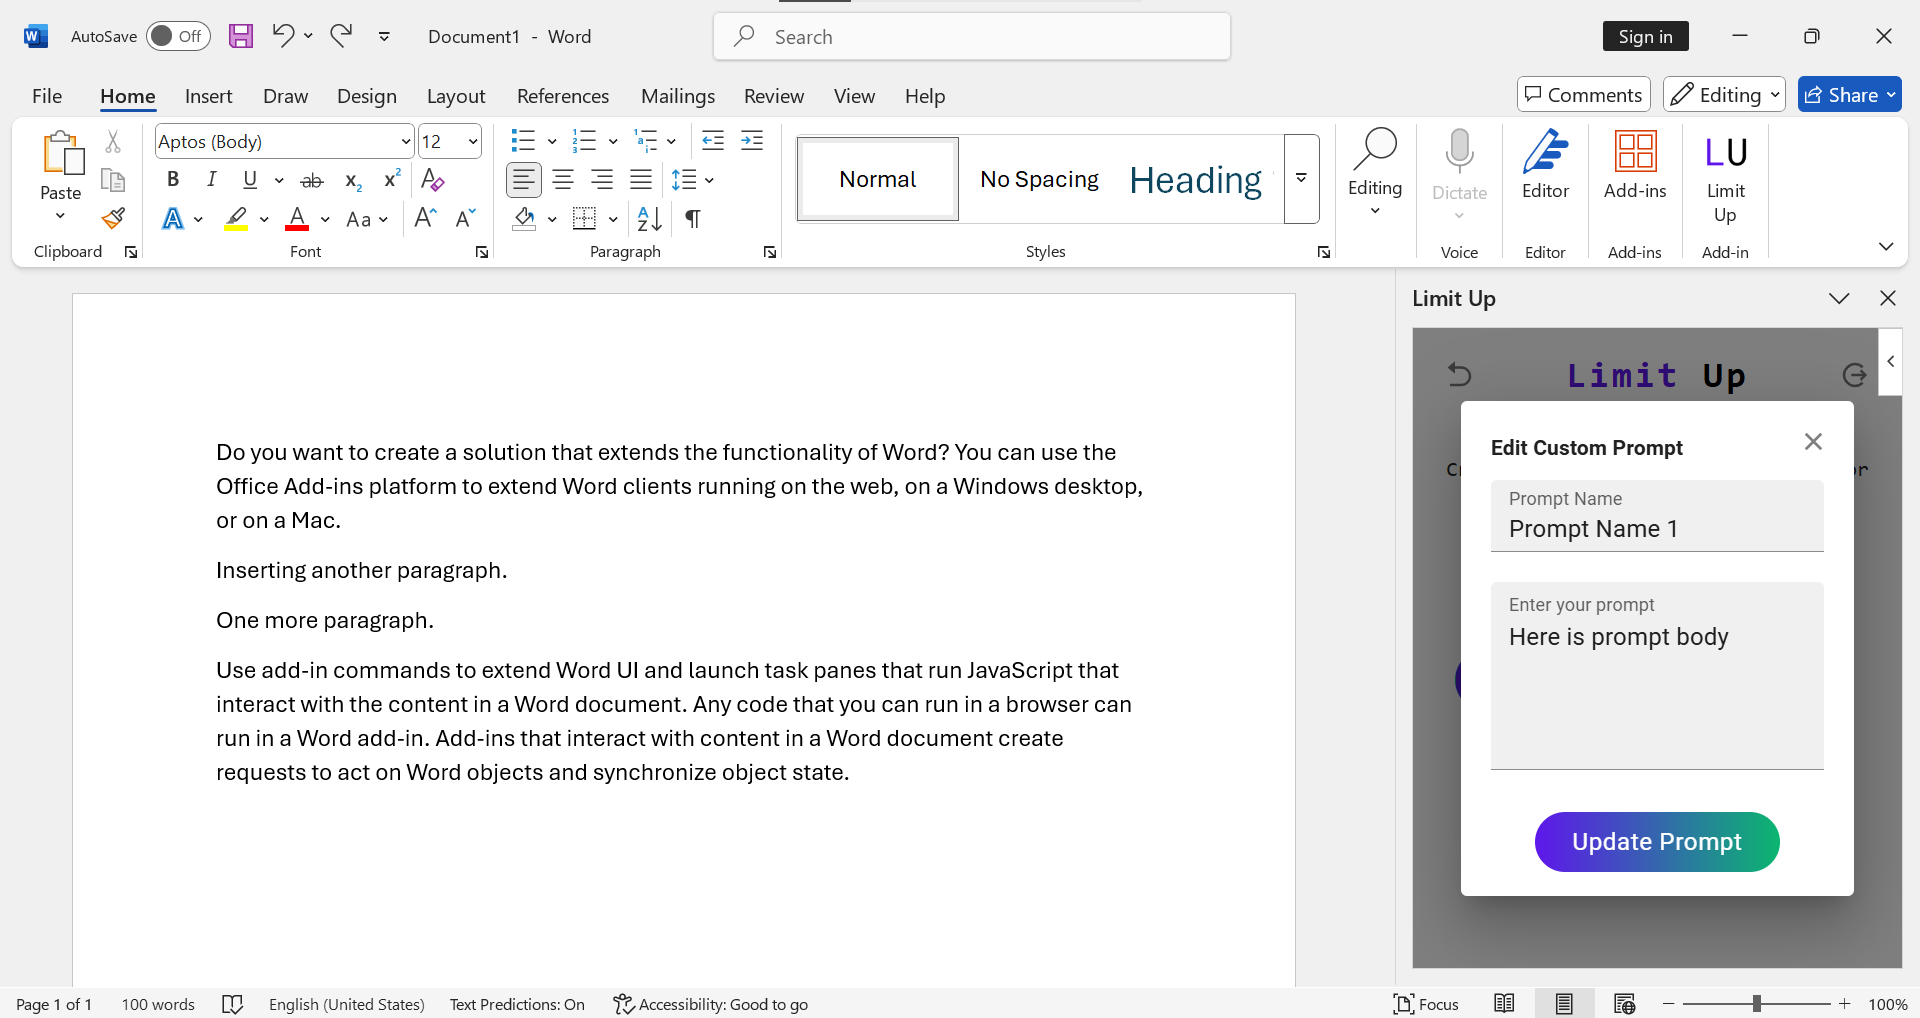 AutoSave Off Document1 - Word Search Sign in
File Home Insert Draw Design Layout References Mailings Review View Help Comments Editing Share
Aptos (Body) 12
Paste
Normal No Spacing Heading
Editing Dictate Editor Add-ins LU Limit Up
Clipboard Font Paragraph Styles Voice Editor Add-ins Add-in
Limit Up
Limit Up
Edit Custom Prompt
Prompt Name
Prompt Name 1
Enter your prompt
Here is prompt body
Update Prompt
Do you want to create a solution that extends the functionality of Word? You can use the
Office Add-ins platform to extend Word clients running on the web, on a Windows desktop,
or on a Mac.
Inserting another paragraph.
One more paragraph.
Use add-in commands to extend Word UI and launch task panes that run JavaScript that
interact with the content in a Word document. Any code that you can run in a browser can
run in a Word add-in. Add-ins that interact with content in a Word document create
requests to act on Word objects and synchronize object state.
Page 1 of 1 100 words English (United States) Text Predictions: On Accessibility: Good to go Focus 100%